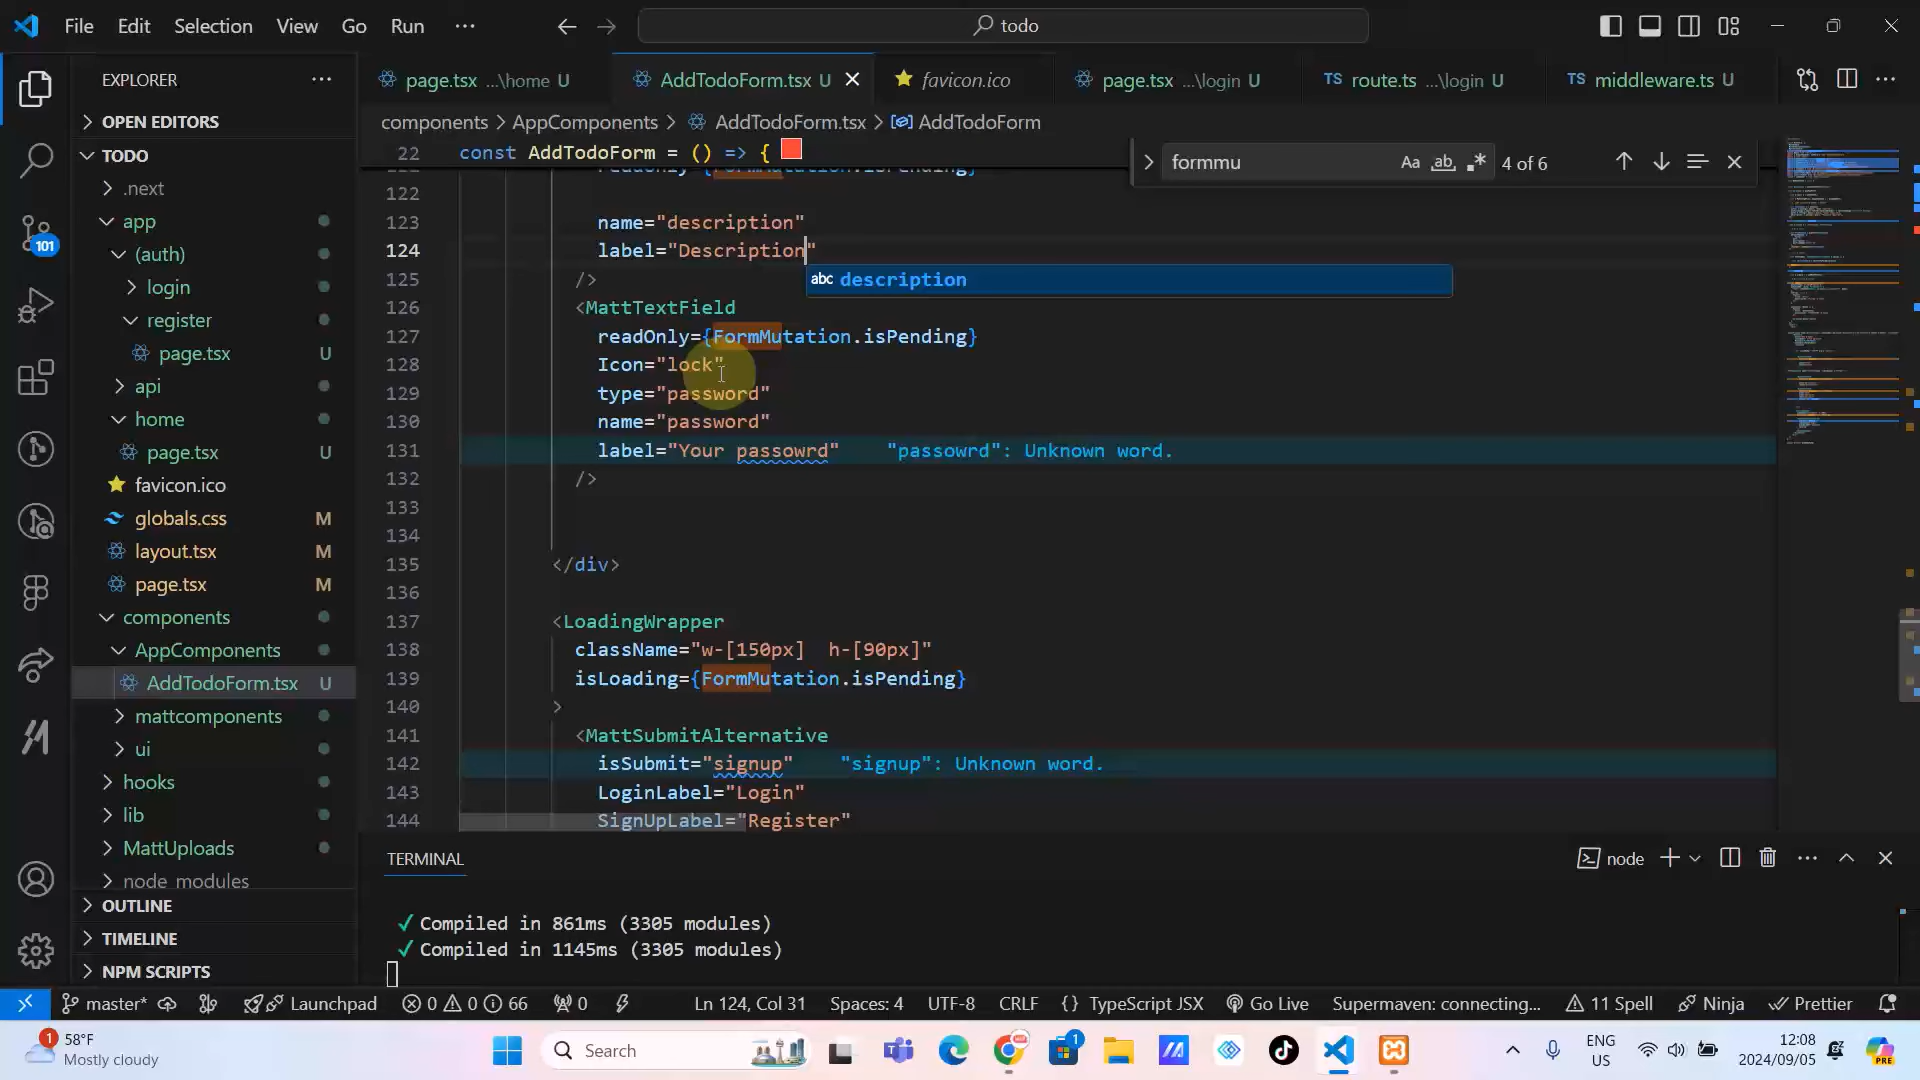 File Edit Selection View Go Run ··· todo
EXPLORER ···
OPEN EDITORS
TODO
.next
app
(auth)
login
register
page.tsx U
api
home
page.tsx U
favicon.ico
globals.css M
layout.tsx M
page.tsx M
components
AppComponents
AddTodoForm.tsx U
mattcomponents
ui
hooks
lib
MattUploads
node_modules
OUTLINE
TIMELINE
NPM SCRIPTS
101
page.tsx ...\home U AddTodoForm.tsx U favicon.ico page.tsx ...\login U TS route.ts ...\login U TS middleware.ts U
components > AppComponents > AddTodoForm.tsx > AddTodoForm
22 const AddTodoForm = () => {
formmu Aa ab 4 of 6
readOnly={FormMutation.isPending}
122
123 name="description"
124 label="Description"
abc description
125 />
126 <MattTextField
127 readOnly={FormMutation.isPending}
128 Icon="lock"
129 type="password"
130 name="password"
131 label="Your passowrd" "passowrd": Unknown word.
132 />
133
134
135 </div>
136
137 <LoadingWrapper
138 className="w-[150px] h-[90px]"
139 isLoading={FormMutation.isPending}
140 >
141 <MattSubmitAlternative
142 isSubmit="signup" "signup": Unknown word.
143 LoginLabel="Login"
144 SignUpLabel="Register"
TERMINAL node
✓ Compiled in 861ms (3305 modules)
✓ Compiled in 1145ms (3305 modules)
master* Launchpad 0 0 66 0 Ln 124, Col 31 Spaces: 4 UTF-8 CRLF {} TypeScript JSX Go Live Supermaven: connecting... 11 Spell Ninja Prettier
1 58°F
Mostly cloudy
Search
1
ENG
US
12:08
2024/09/05
PRE